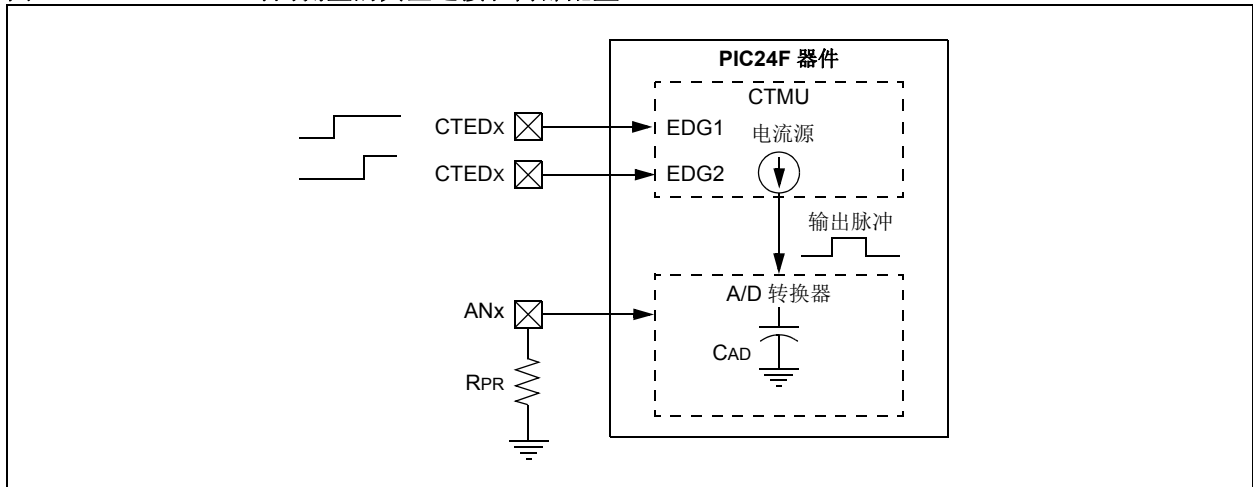 PIC24F 器件
CTMU
CTEDX
EDG1
电流源
CTEDX
EDG2
输出脉冲
A/D 转换器
ANx
CAD
RPR